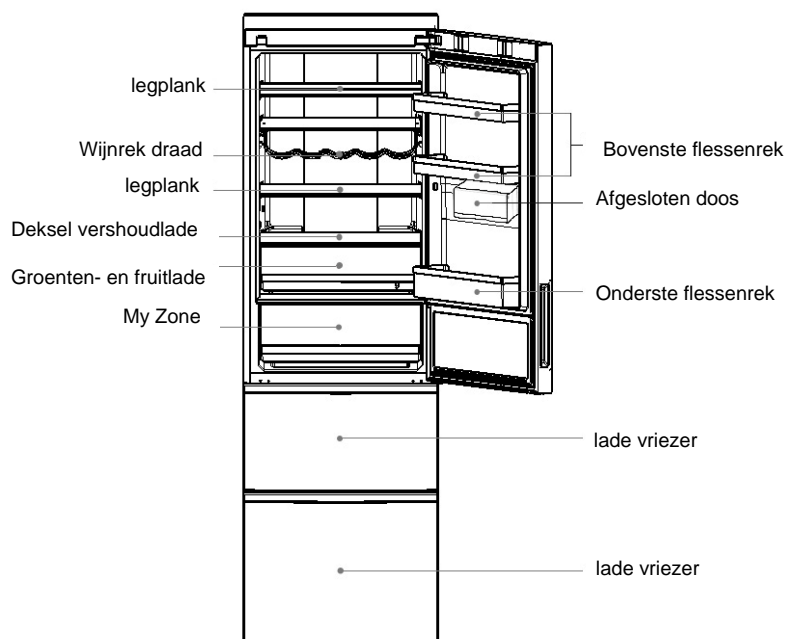 legplank
Wijnrek draad
legplank
Deksel vershoudlade
Groenten- en fruitlade
My Zone
Bovenste flessenrek
Afgesloten doos
Onderste flessenrek
lade vriezer
lade vriezer